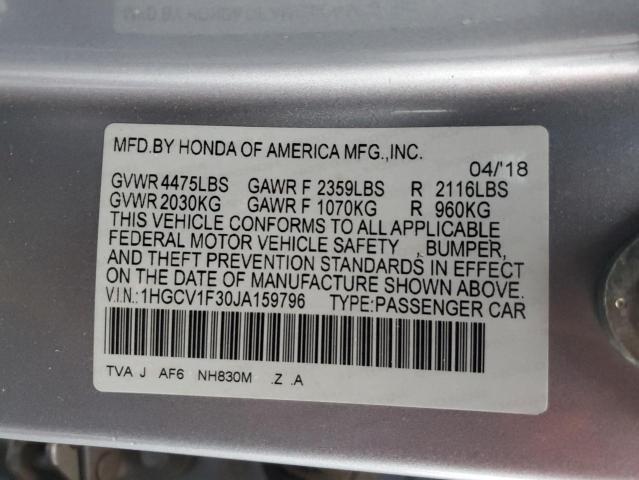 MFD.BY HONDA OF AMERICA MFG.,INC.
04/'18
GVWR 4475LBS GAWR F 2359LBS R 2116LBS
GVWR 2030KG GAWR F 1070KG R 960KG
THIS VEHICLE CONFORMS TO ALL APPLICABLE
FEDERAL MOTOR VEHICLE SAFETY , BUMPER,
AND THEFT PREVENTION STANDARDS IN EFFECT
ON THE DATE OF MANUFACTURE SHOWN ABOVE.
V.I.N.:1HGCV1F30JA159796 TYPE:PASSENGER CAR
TVA J AF6 NH830M .Z .A